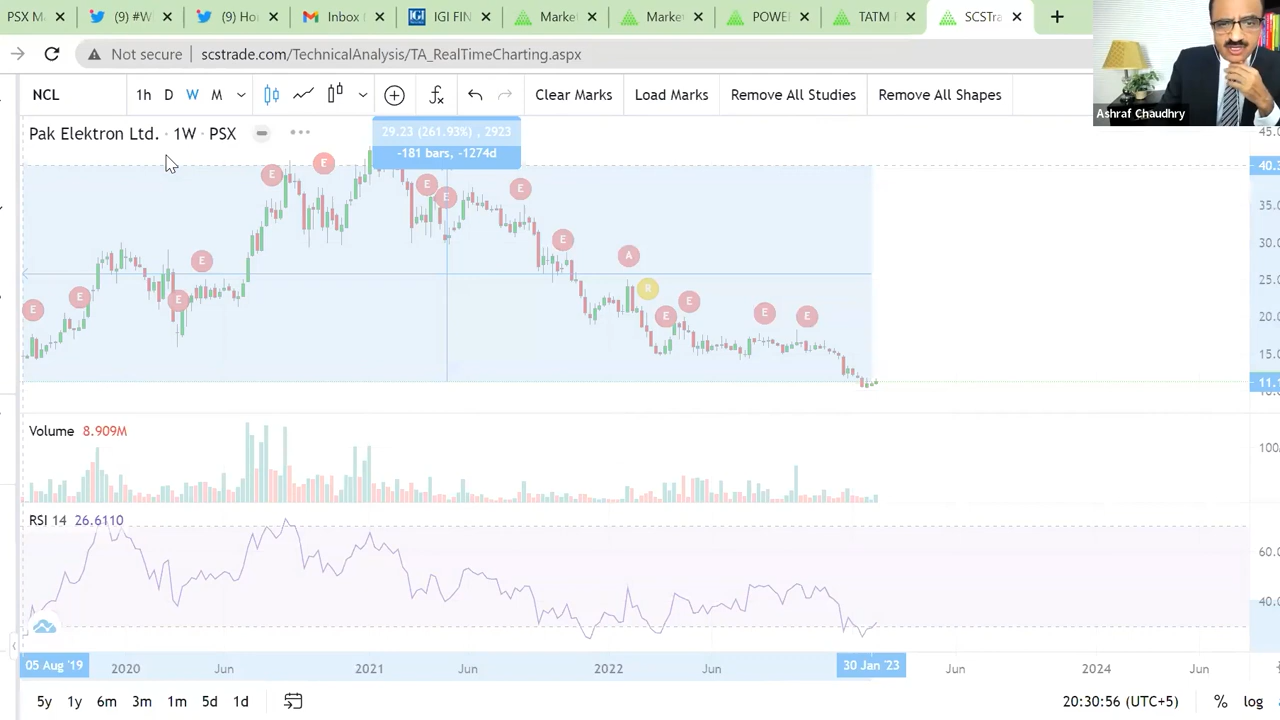 PSX M
(9) #W
(9) Ho
Inbox (
IGI FIN
Market
Market
POWE
TATM
SCSTra
Not secure
scstrade.com/TechnicalAnalysis/TA_RealTimeCharting.aspx
NCL
1h D W M
Clear Marks
Load Marks
Remove All Studies
Remove All Shapes
Ashraf Chaudhry
Pak Elektron Ltd. · 1W · PSX
29.23 (261.93%) , 2923
-181 bars, -1274d
45.0
40.3
35.0
30.0
25.0
20.0
15.0
11.1
E E E E E E E E E E A R E E E E
Volume 8.909M
100
RSI 14 26.6110
60.0
40.0
05 Aug '19 2020 Jun 2021 Jun 2022 Jun 30 Jan '23 Jun 2024 Jun
5y 1y 6m 3m 1m 5d 1d
20:30:56 (UTC+5) % log